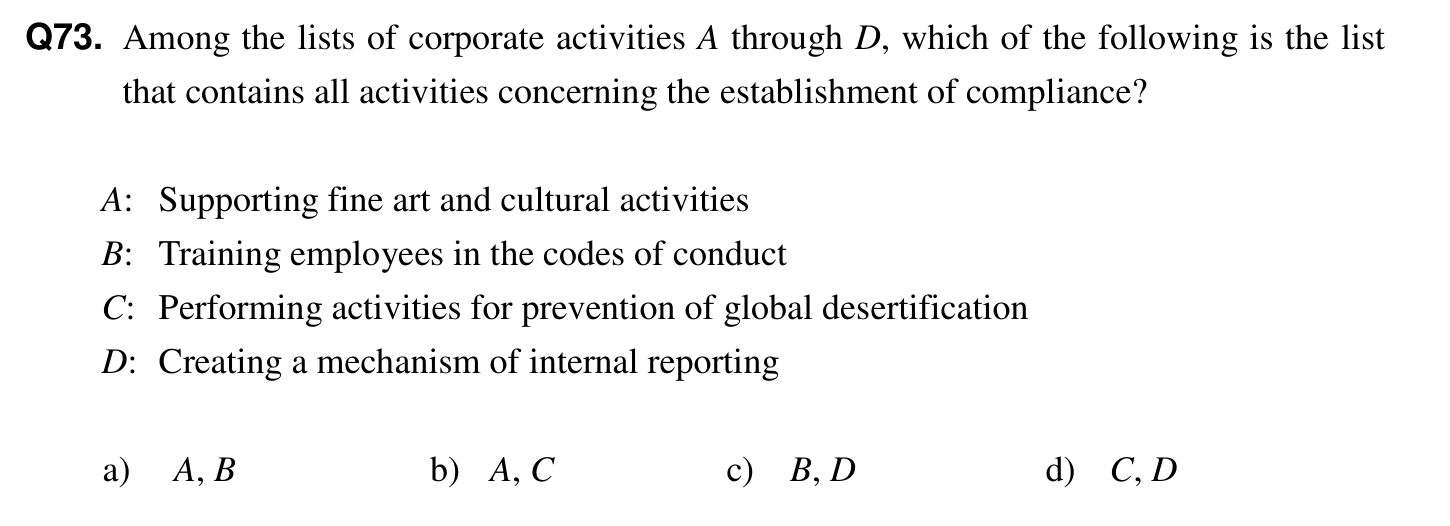 Q73. Among the lists of corporate activities A through D, which of the following is the list
that contains all activities concerning the establishment of compliance?
A: Supporting fine art and cultural activities
B: Training employees in the codes of conduct
C: Performing activities for prevention of global desertification
D: Creating a mechanism of internal reporting
a) A, B b) A, C c) B, D d) C, D